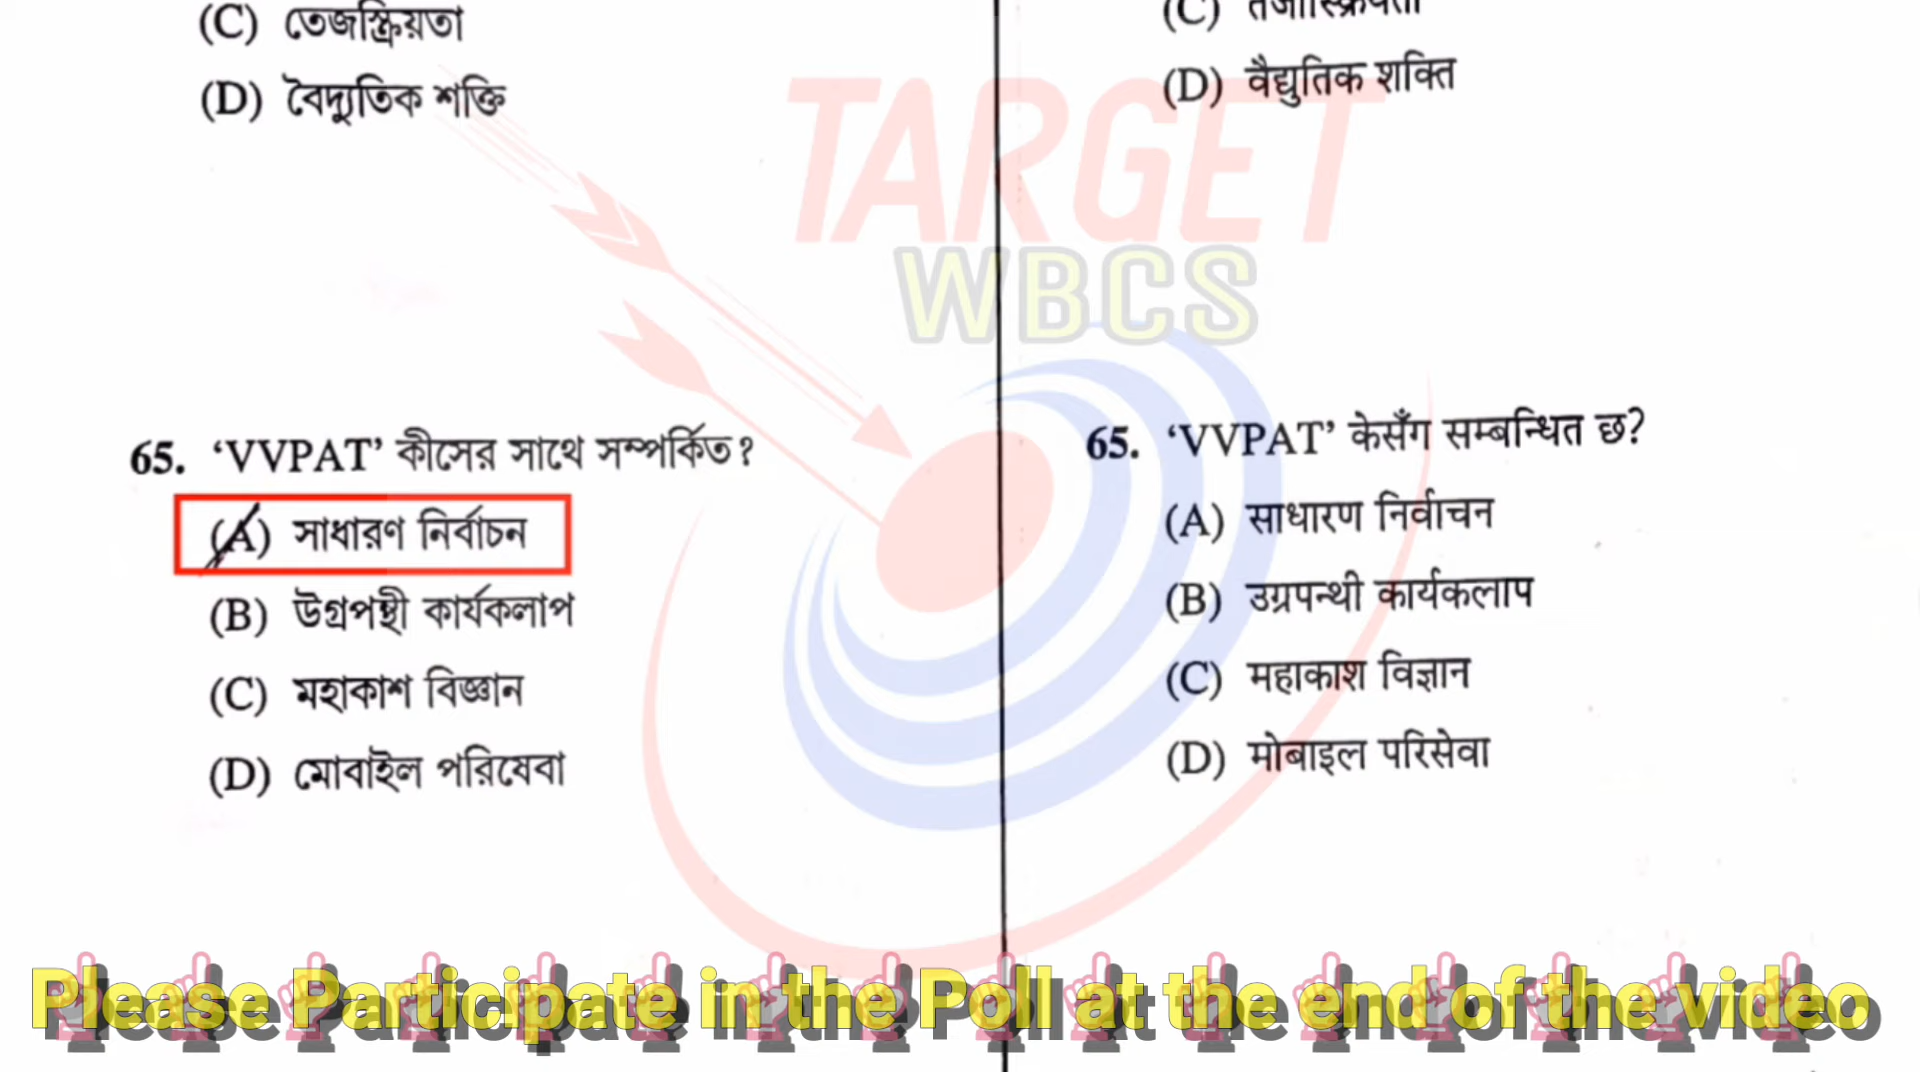 (C) তেজস্ক্রিয়তা
(D) বৈদ্যুতিক শক্তি
65. ‘VVPAT’ কীসের সাথে সম্পর্কিত?
(A) সাধারণ নির্বাচন
(B) উগ্রপন্থী কার্যকলাপ
(C) মহাকাশ বিজ্ঞান
(D) মোবাইল পরিষেবা
(C)
(D) वैद्युतिक शक्ति
65. ‘VVPAT’ केसँग सम्बन्धित छ?
(A) साधारण निर्वाचन
(B) उग्रपन्थी कार्यकलाप
(C) महाकाश विज्ञान
(D) मोबाइल परिसेवा
TARGET
WBCS
Please Participate in the Poll at the end of the video